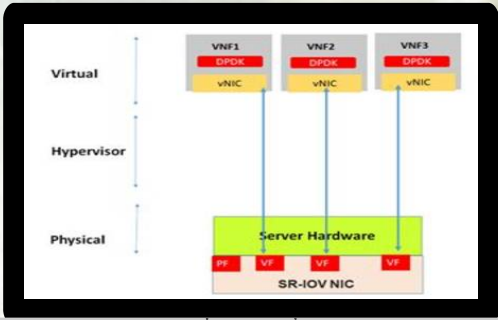 VNF1 VNF2 VNF3
DPDK DPDK DPDK
Virtual
vNIC vNIC vNIC
Hypervisor
Physical
Server Hardware
PF VF VF VF
SR-IOV NIC